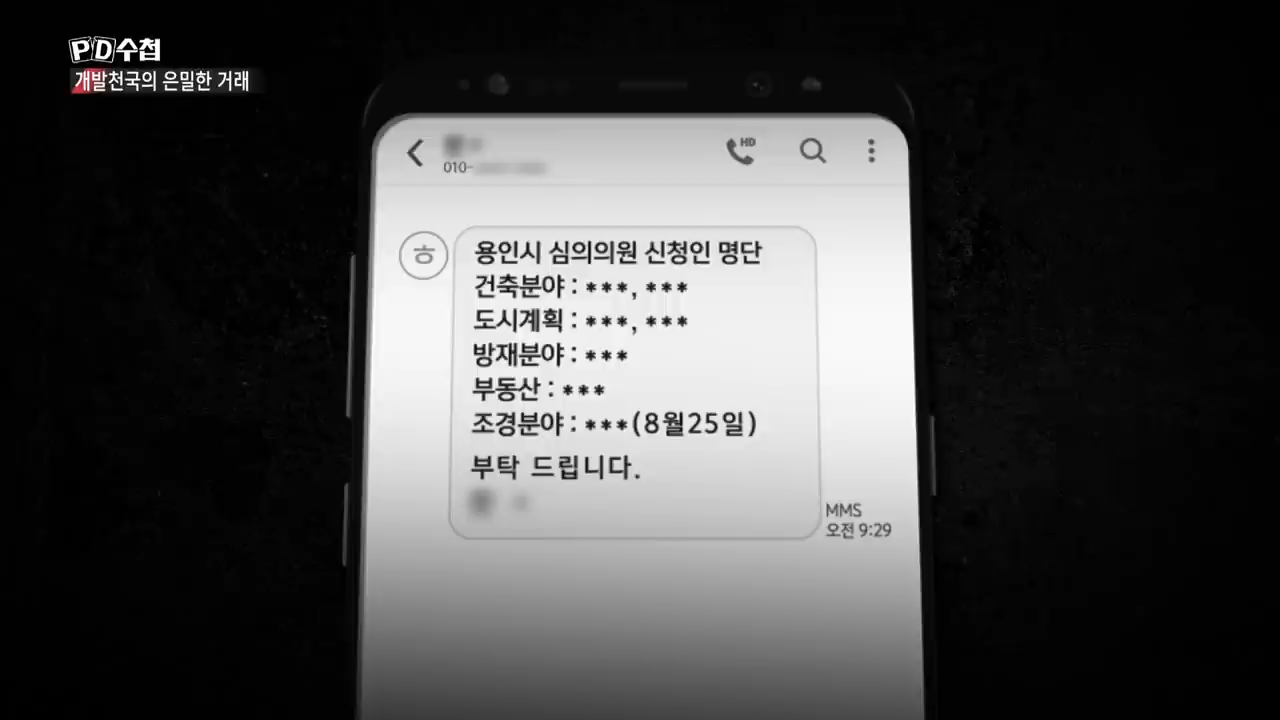 PD수첩
개발천국의 은밀한 거래
010-
HD
ㅎ
용인시 심의의원 신청인 명단
건축분야 : ***, ***
도시계획 : ***, ***
방재분야 : ***
부동산 : ***
조경분야 : ***(8월25일)
부탁 드립니다.
MMS
오전 9:29